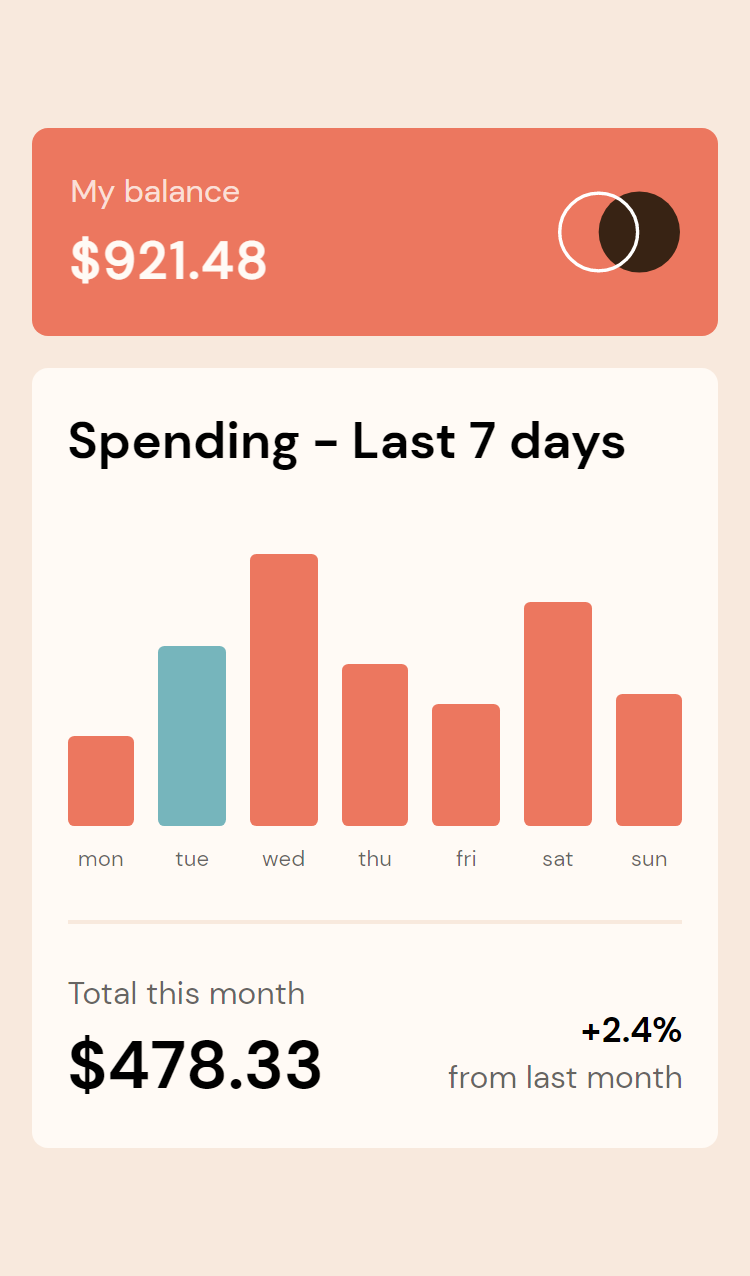 My balance
$921.48
Spending - Last 7 days
mon tue wed thu fri sat sun
Total this month
$478.33
+2.4%
from last month